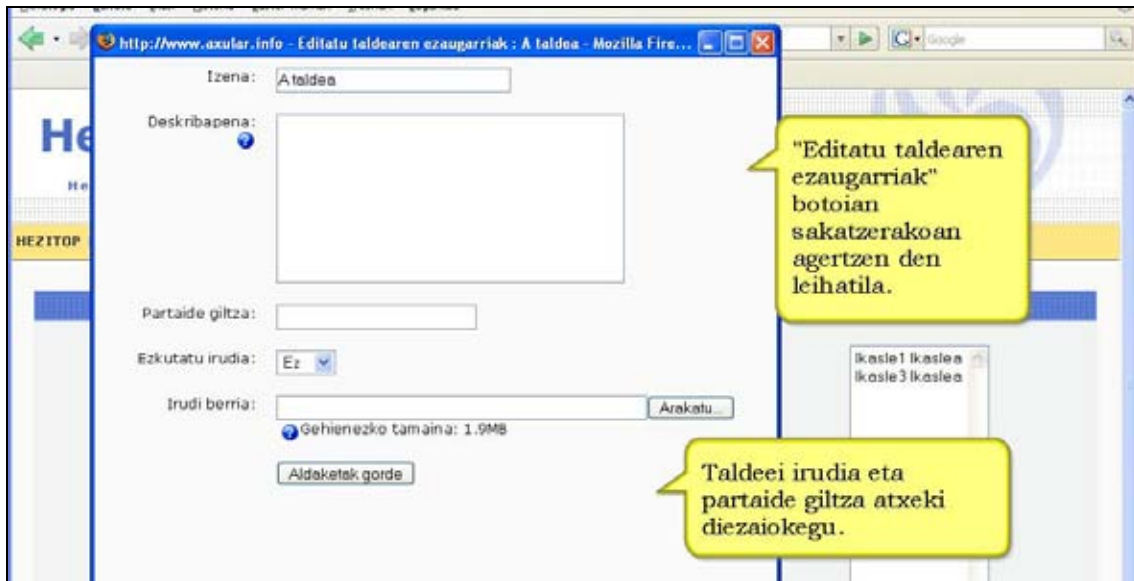 http://www.axular.info - Editatu taldearen ezaugarriak : A taldea - Mozilla Fire...
Google
Izena: A taldea
Deskribapena:
He
He
HEZITOP
"Editatu taldearen
ezaugarriak"
botoian
sakatzerakoan
agertzen den
leihatila.
Partaide giltza:
Ezkutatu irudia: Ez
Ikasle1 Ikaslea
Ikasle3 Ikaslea
Irudi berria: Arakatu...
Gehienezko tamaina: 1.9MB
Aldaketak gorde
Taldeei irudia eta
partaide giltza atxeki
diezaiokegu.